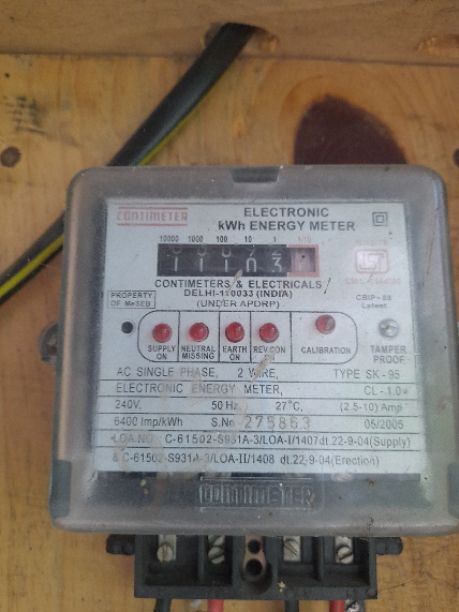 CONTIMETER
ELECTRONIC
kWh ENERGY METER
10000 1000 100 10 1 1/10
11403
CONTIMETERS & ELECTRICALS
DELHI-110033 (INDIA)
(UNDER APDRP)
PROPERTY
OF MeSEB
CBIP-88
Latest
SUPPLY
ON
NEUTRAL
MISSING
EARTH
ON
REV.CON
ON
CALIBRATION
TAMPER
PROOF
AC SINGLE PHASE, 2 WIRE, TYPE SK-95
ELECTRONIC ENERGY METER, CL-1.0
240V, 50 Hz, 27°C, (2.5-10) Amp
6400 Imp/kWh S.No 275863 05/2005
LOA.NO. C-61502-S931A-3/LOA-I/1407 dt.22-9-04(Supply)
& C-61502-S931A-3/LOA-II/1408 dt.22-9-04(Erection)
CONTIMETER